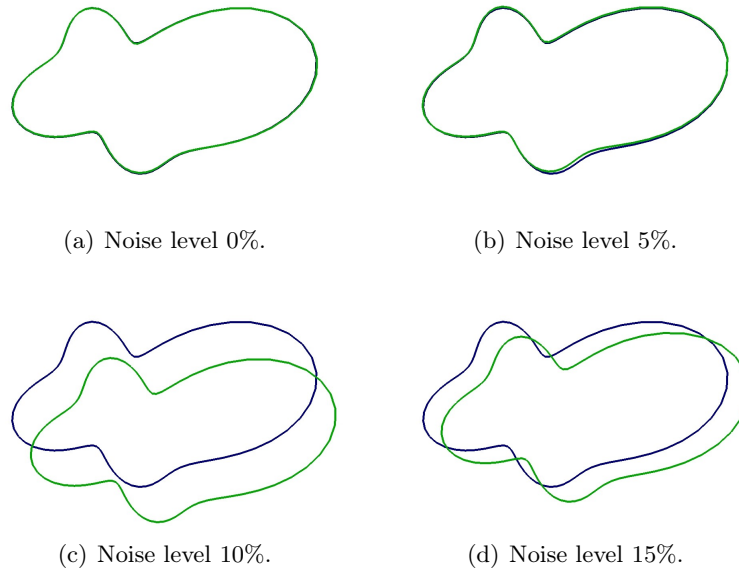 (a) Noise level 0%.
(b) Noise level 5%.
(c) Noise level 10%.
(d) Noise level 15%.